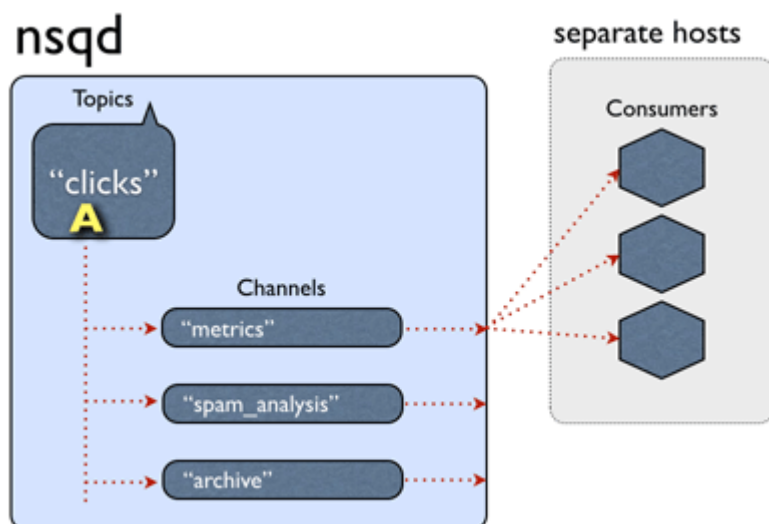 nsqd
separate hosts
Topics
“clicks”
A
Consumers
Channels
“metrics”
“spam_analysis”
“archive”